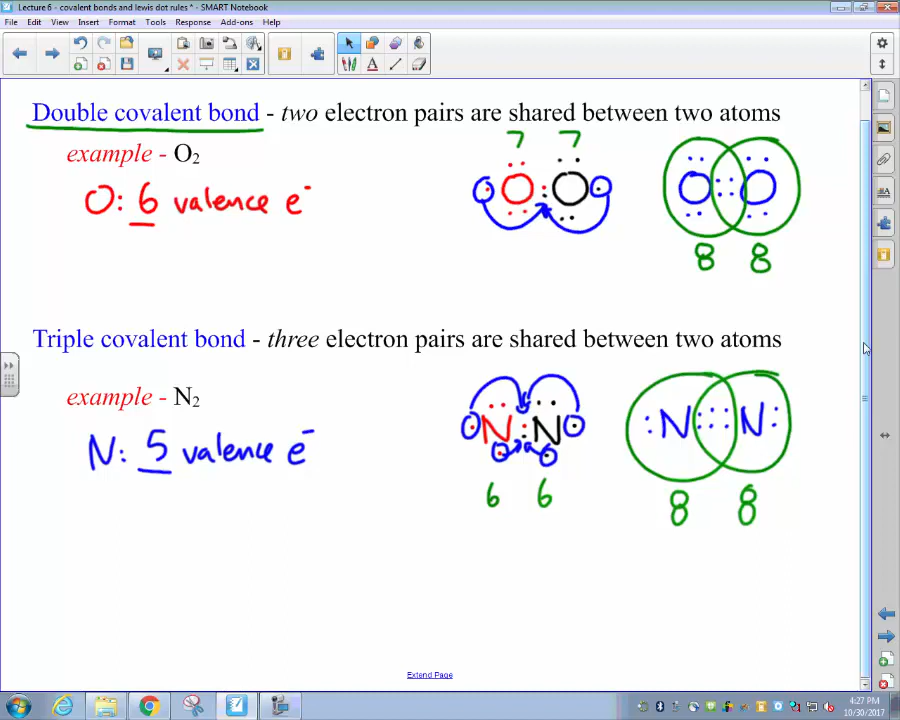 Lecture 6 - covalent bonds and lewis dot rules * - SMART Notebook
File Edit View Insert Format Tools Response Add-ons Help
Double covalent bond - two electron pairs are shared between two atoms
7 7
example - O₂
O: 6 valence e⁻
O O
O O
8 8
Triple covalent bond - three electron pairs are shared between two atoms
example - N₂
N: 5 valence e⁻
:N ::: N:
N : N
6 6
8 8
Extend Page
4:27 PM
10/30/2017